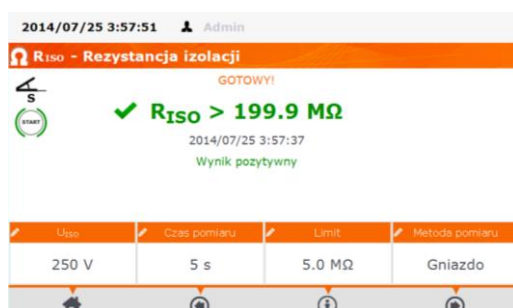 2014/07/25 3:57:51 Admin
RISO - Rezystancja izolacji
GOTOWY!
S
START
RISO > 199.9 MΩ
2014/07/25 3:57:37
Wynik pozytywny
UISO Czas pomiaru Limit Metoda pomiaru
250 V 5 s 5.0 MΩ Gniazdo